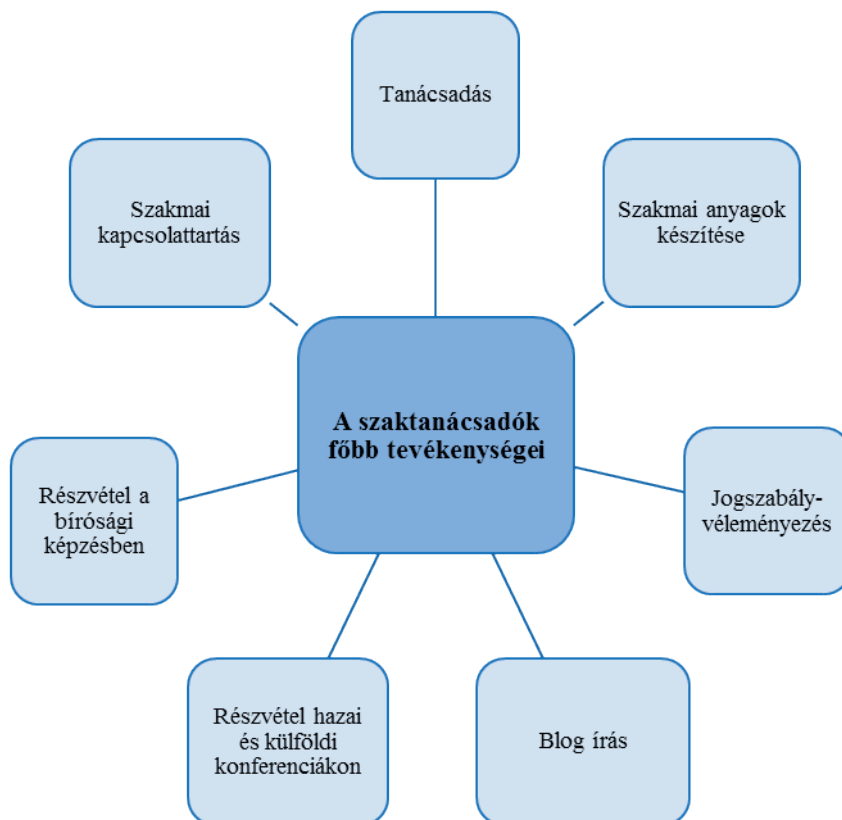 Tanácsadás
Szakmai
kapcsolattartás
Szakmai anyagok
készítése
A szaktanácsadók
főbb tevékenységei
Részvétel a
bírósági
képzésben
Jogszabály-
véleményezés
Részvétel hazai
és külföldi
konferenciákon
Blog írás